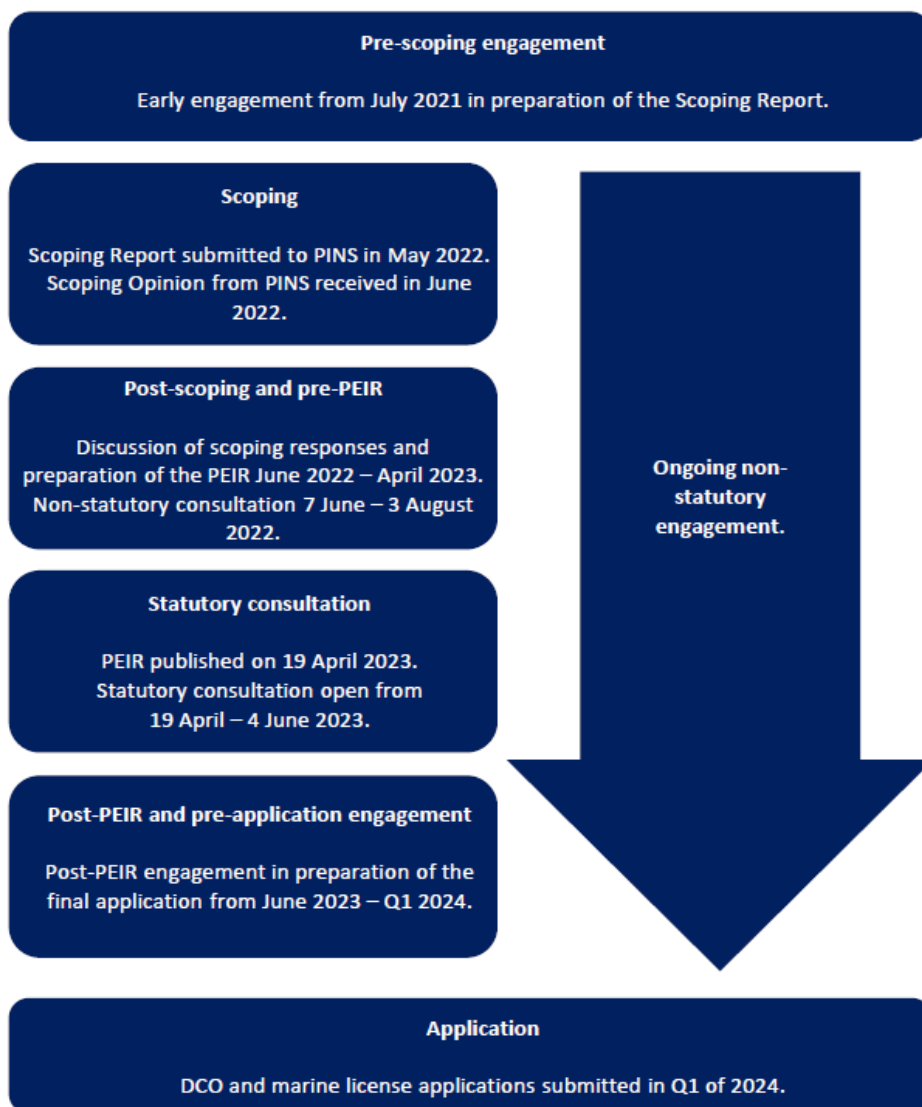 Pre-scoping engagement
Early engagement from July 2021 in preparation of the Scoping Report.
Scoping
Scoping Report submitted to PINS in May 2022.
Scoping Opinion from PINS received in June
2022.
Post-scoping and pre-PEIR
Discussion of scoping responses and
preparation of the PEIR June 2022 – April 2023.
Non-statutory consultation 7 June – 3 August
2022.
Statutory consultation
PEIR published on 19 April 2023.
Statutory consultation open from
19 April – 4 June 2023.
Post-PEIR and pre-application engagement
Post-PEIR engagement in preparation of the
final application from June 2023 – Q1 2024.
Ongoing non-
statutory
engagement.
Application
DCO and marine license applications submitted in Q1 of 2024.